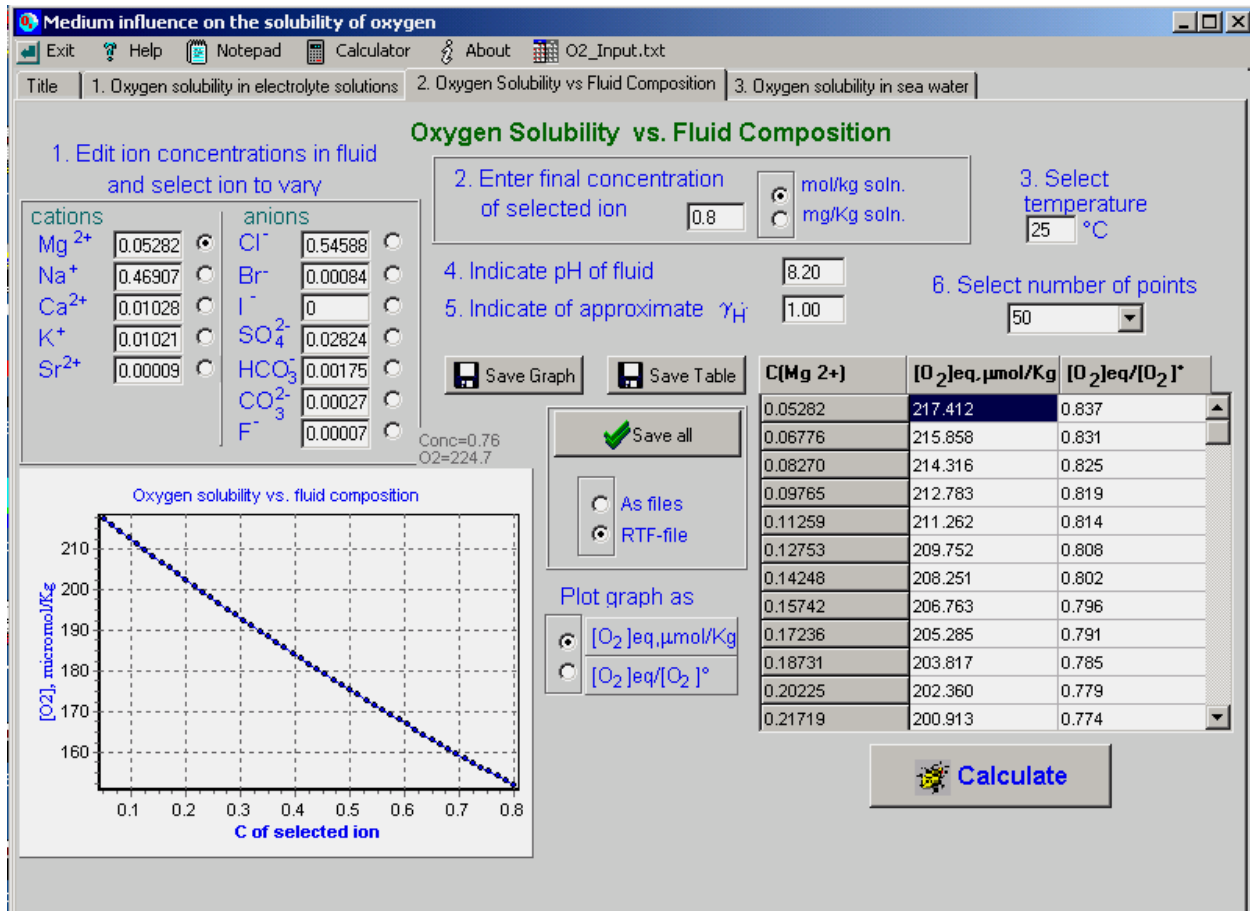 Medium influence on the solubility of oxygen
Exit Help Notepad Calculator About O2_Input.txt
Title 1. Oxygen solubility in electrolyte solutions 2. Oxygen Solubility vs Fluid Composition 3. Oxygen solubility in sea water
Oxygen Solubility vs. Fluid Composition
1. Edit ion concentrations in fluid
and select ion to vary
cations anions
Mg 2+ 0.05282 Cl- 0.54588
Na+ 0.46907 Br- 0.00084
Ca2+ 0.01028 I- 0
K+ 0.01021 SO4 2- 0.02824
Sr2+ 0.00009 HCO3- 0.00175
CO3 2- 0.00027
F- 0.00007
2. Enter final concentration
of selected ion 0.8
mol/kg soln.
mg/Kg soln.
3. Select
temperature
25 °C
4. Indicate pH of fluid 8.20
5. Indicate of approximate γH· 1.00
6. Select number of points
50
Save Graph Save Table
Save all
As files
RTF-file
Plot graph as
[O2]eq,µmol/Kg
[O2]eq/[O2]°
Conc=0.76
O2=224.7
C(Mg 2+) [O2]eq,µmol/Kg [O2]eq/[O2]°
0.05282 217.412 0.837
0.06776 215.858 0.831
0.08270 214.316 0.825
0.09765 212.783 0.819
0.11259 211.262 0.814
0.12753 209.752 0.808
0.14248 208.251 0.802
0.15742 206.763 0.796
0.17236 205.285 0.791
0.18731 203.817 0.785
0.20225 202.360 0.779
0.21719 200.913 0.774
Calculate
Oxygen solubility vs. fluid composition
[O2], micromol/Kg
210
200
190
180
170
160
0.1 0.2 0.3 0.4 0.5 0.6 0.7 0.8
C of selected ion